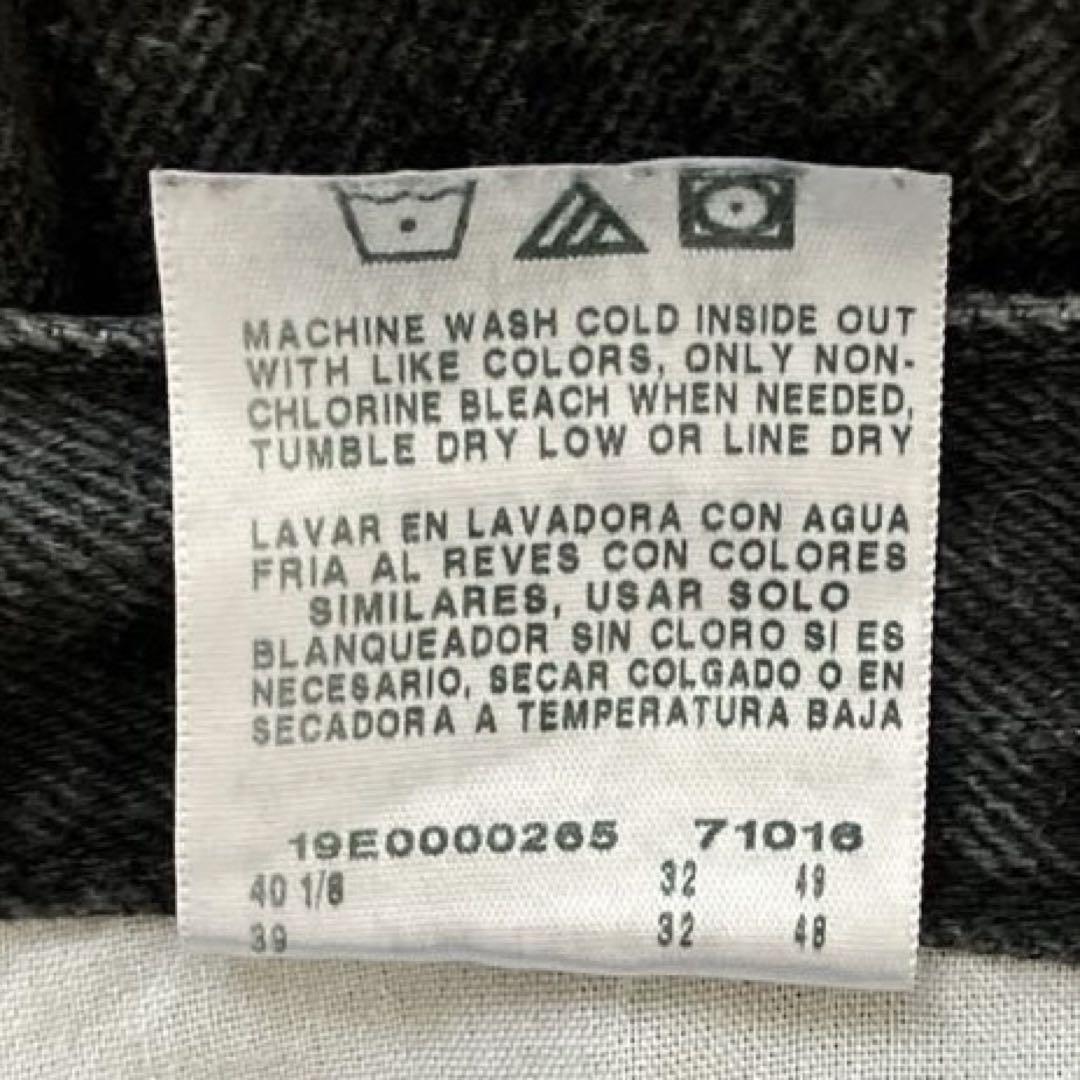 MACHINE WASH COLD INSIDE OUT
WITH LIKE COLORS, ONLY NON-
CHLORINE BLEACH WHEN NEEDED,
TUMBLE DRY LOW OR LINE DRY
LAVAR EN LAVADORA CON AGUA
FRIA AL REVES CON COLORES
SIMILARES, USAR SOLO
BLANQUEADOR SIN CLORO SI ES
NECESARIO, SECAR COLGADO O EN
SECADORA A TEMPERATURA BAJA
19E0000265 71016
40 1/8 32 49
39 32 48